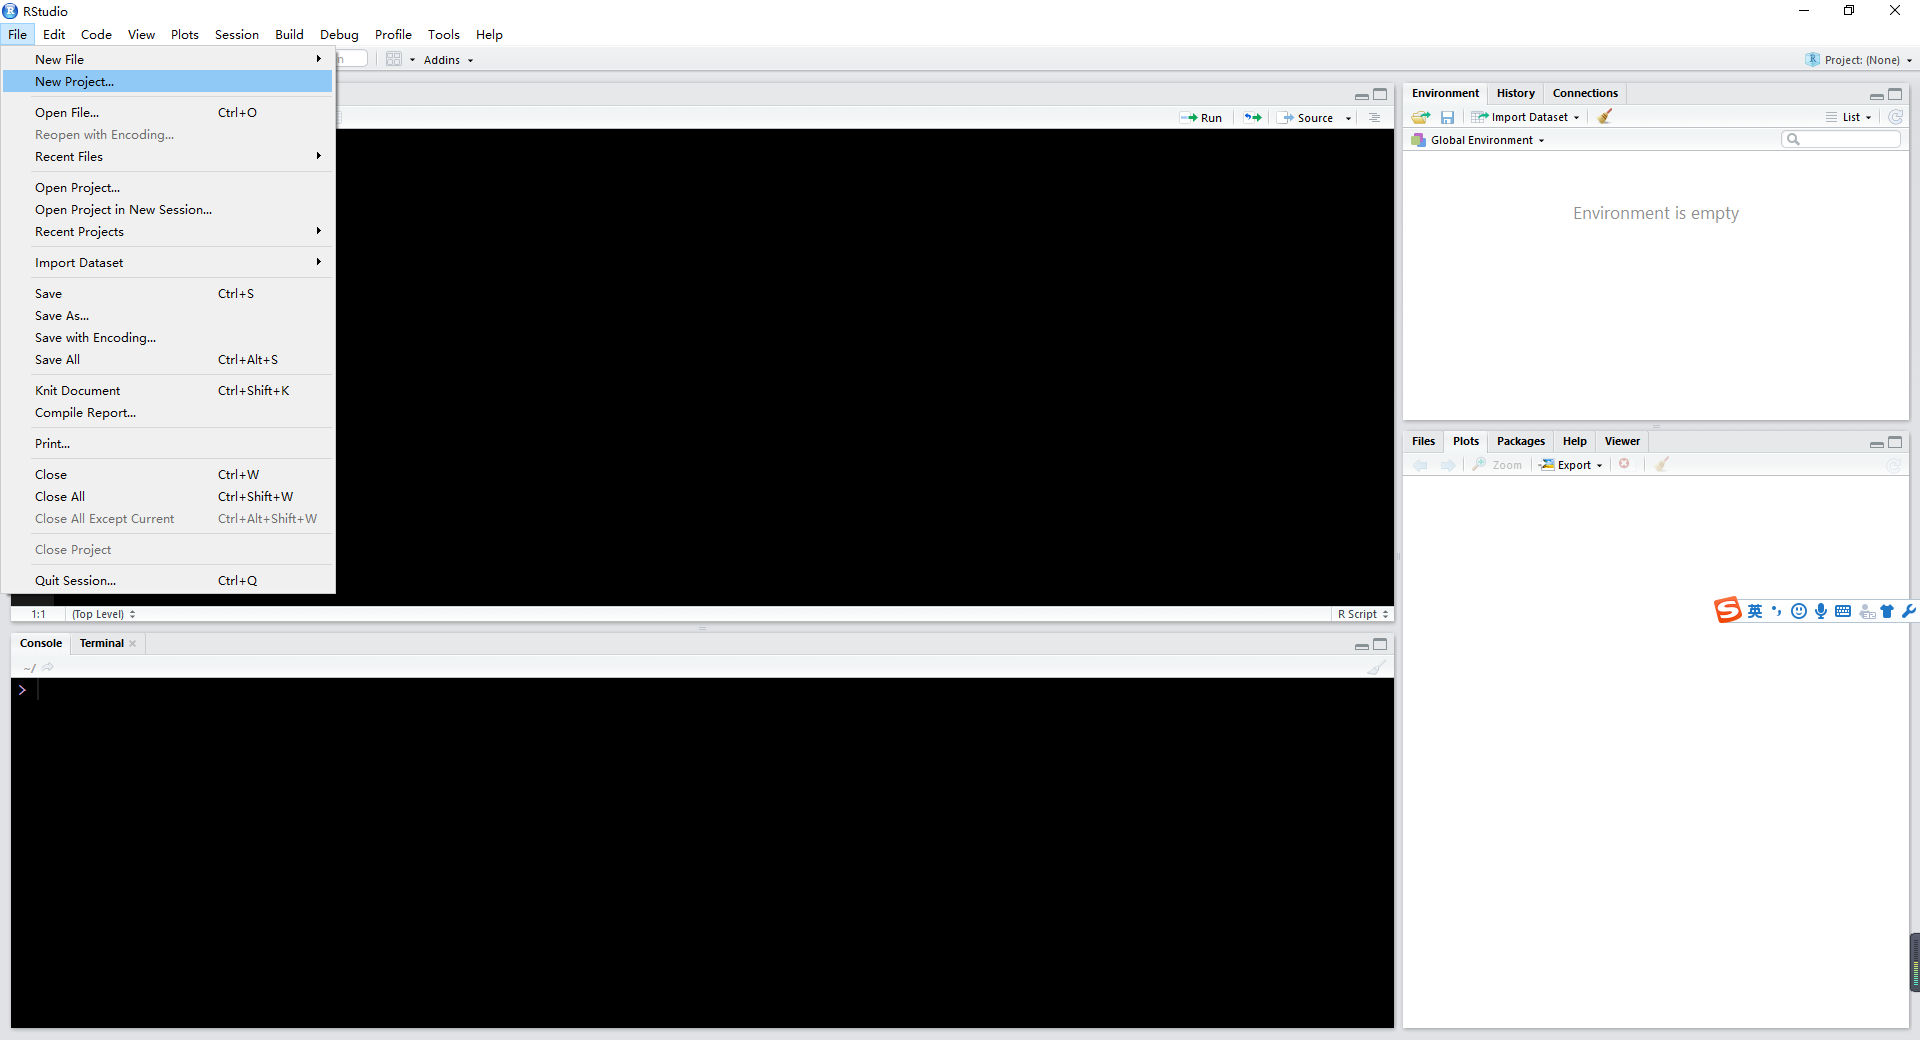 RStudio
File Edit Code View Plots Session Build Debug Profile Tools Help
Addins
Project: (None)
New File
New Project...
Open File... Ctrl+O
Reopen with Encoding...
Recent Files
Open Project...
Open Project in New Session...
Recent Projects
Import Dataset
Save Ctrl+S
Save As...
Save with Encoding...
Save All Ctrl+Alt+S
Knit Document Ctrl+Shift+K
Compile Report...
Print...
Close Ctrl+W
Close All Ctrl+Shift+W
Close All Except Current Ctrl+Alt+Shift+W
Close Project
Quit Session... Ctrl+Q
Run Source
1:1 (Top Level) R Script
Console Terminal
~/
>
Environment History Connections
Import Dataset List
Global Environment
Environment is empty
Files Plots Packages Help Viewer
Zoom Export
S 英